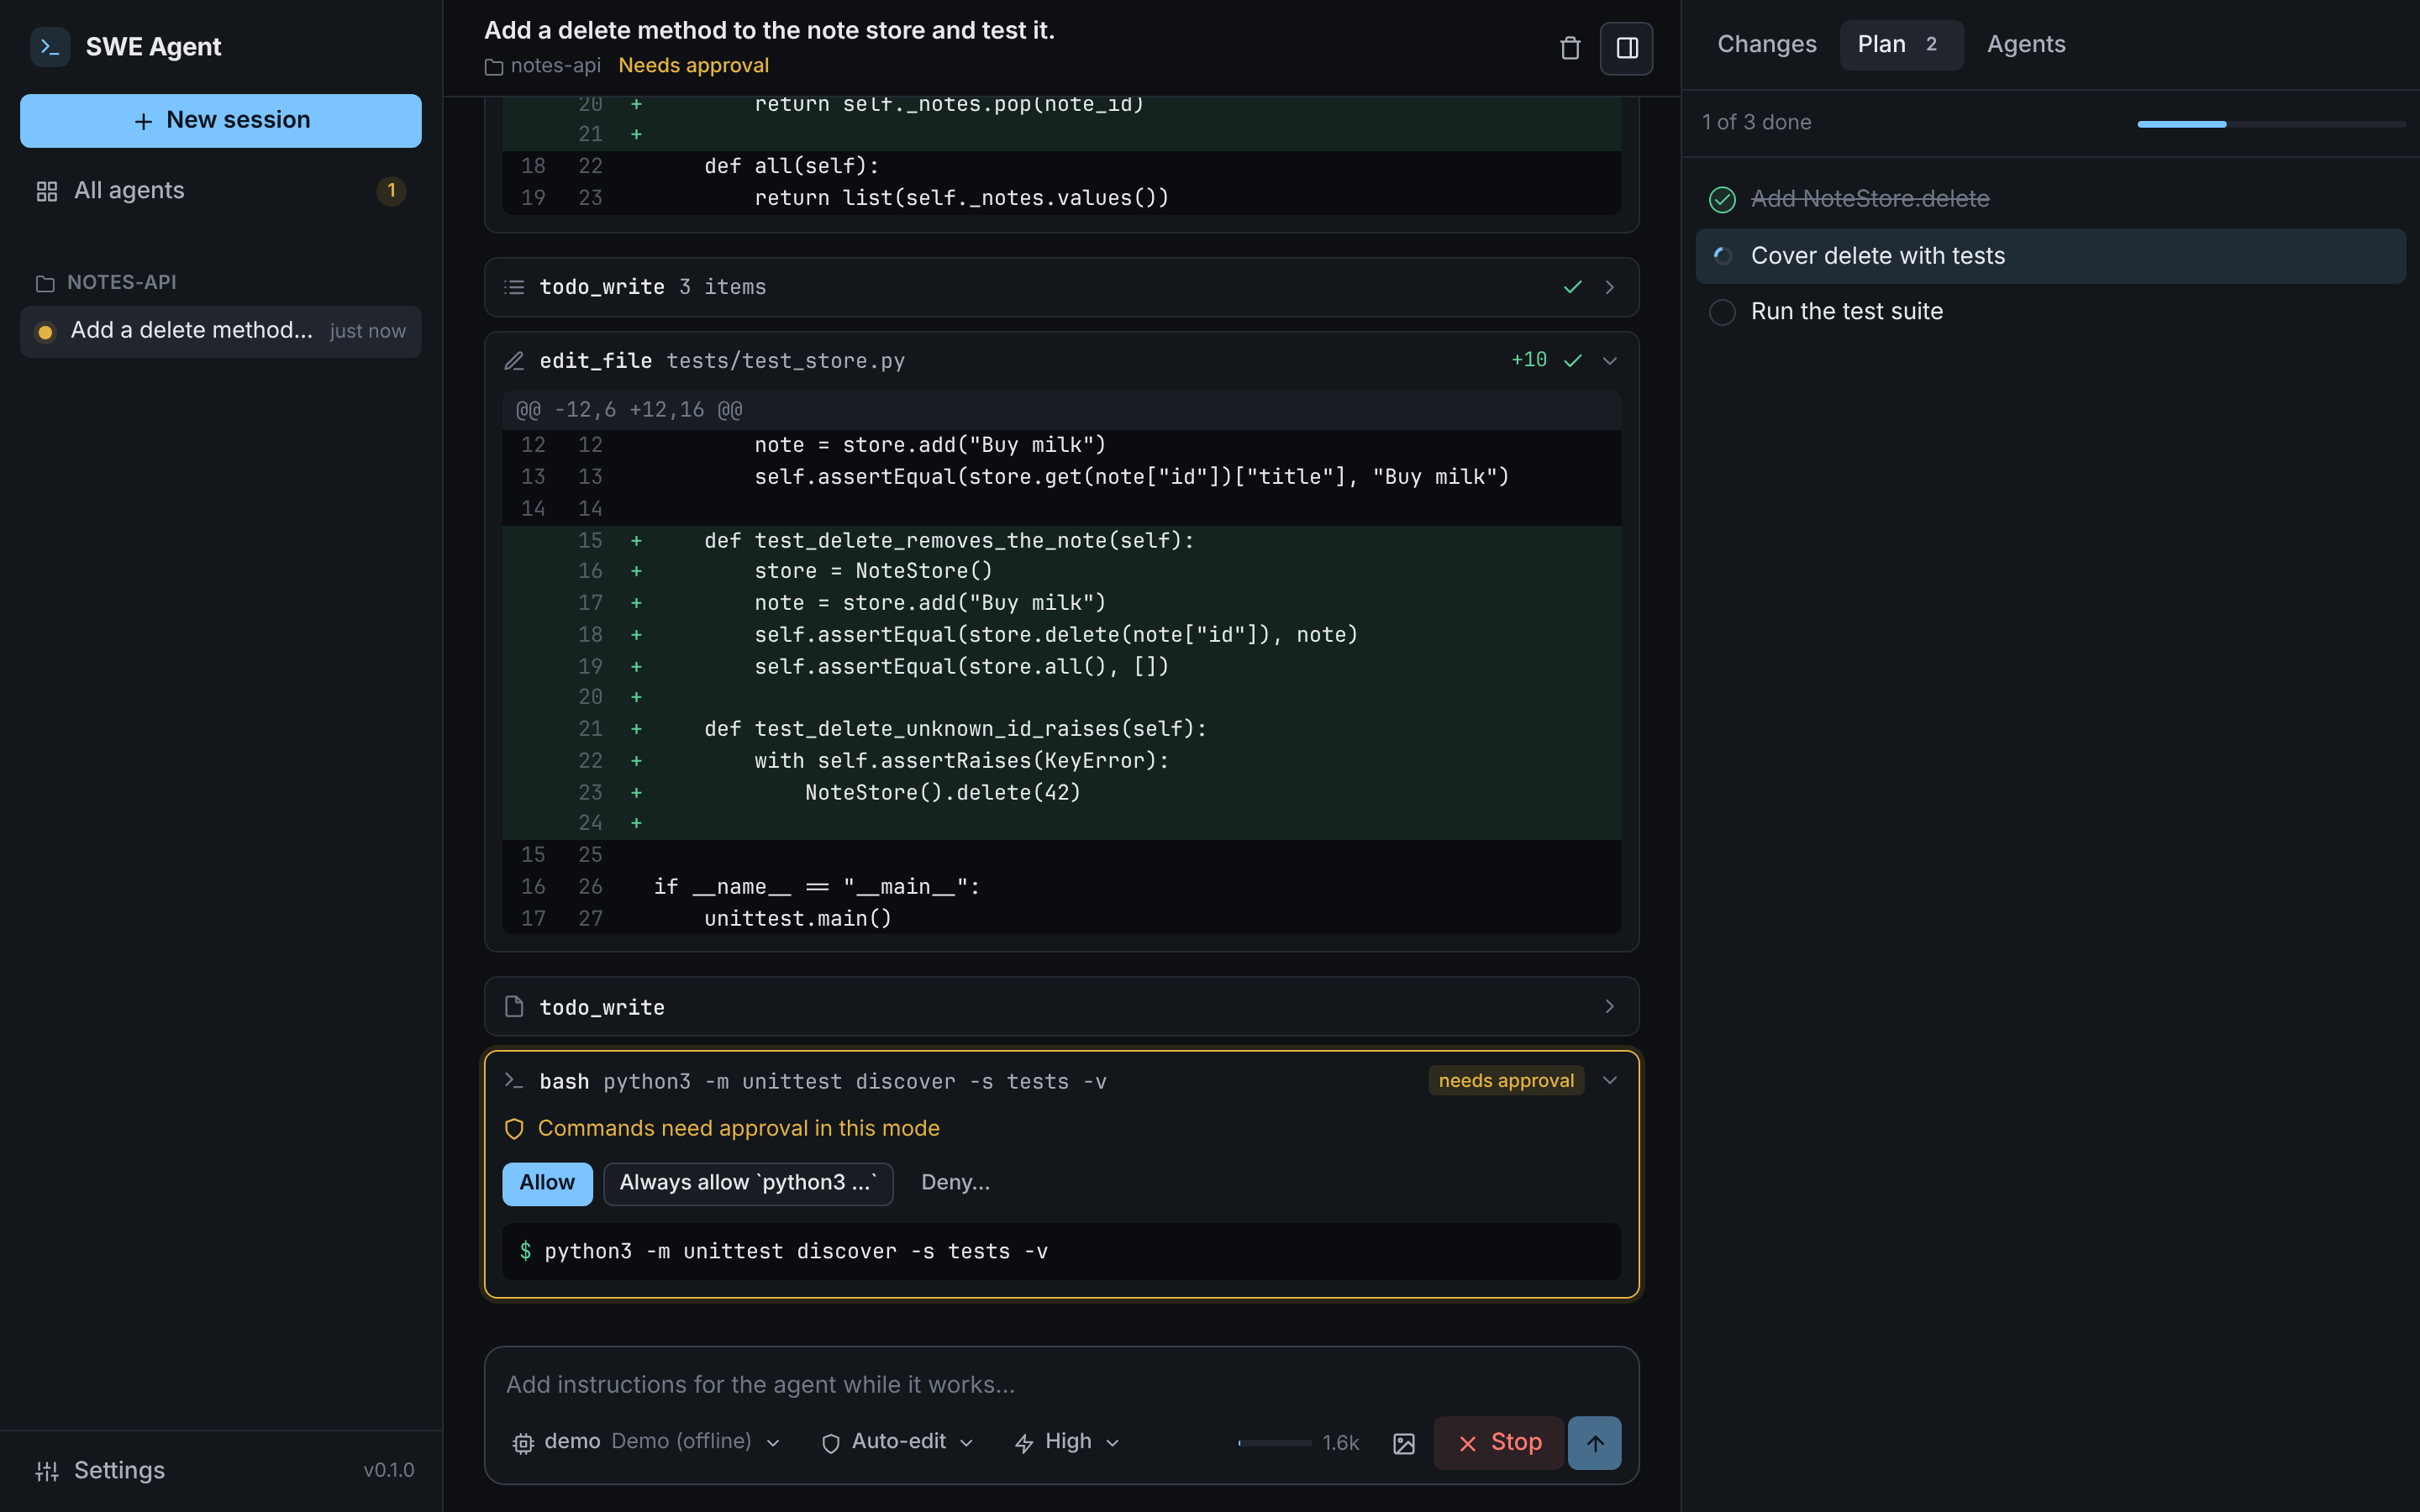 SWE Agent
+ New session
All agents 1
NOTES-API
Add a delete method... just now
Settings v0.1.0
Add a delete method to the note store and test it.
notes-api Needs approval
20 + return self._notes.pop(note_id)
21 +
18 22 def all(self):
19 23 return list(self._notes.values())
todo_write 3 items
edit_file tests/test_store.py +10
@@ -12,6 +12,16 @@
12 12 note = store.add("Buy milk")
13 13 self.assertEqual(store.get(note["id"])["title"], "Buy milk")
14 14
15 + def test_delete_removes_the_note(self):
16 + store = NoteStore()
17 + note = store.add("Buy milk")
18 + self.assertEqual(store.delete(note["id"]), note)
19 + self.assertEqual(store.all(), [])
20 +
21 + def test_delete_unknown_id_raises(self):
22 + with self.assertRaises(KeyError):
23 + NoteStore().delete(42)
24 +
15 25
16 26 if __name__ == "__main__":
17 27 unittest.main()
todo_write
bash python3 -m unittest discover -s tests -v needs approval
Commands need approval in this mode
Allow Always allow `python3 ...` Deny...
$ python3 -m unittest discover -s tests -v
Add instructions for the agent while it works...
demo Demo (offline) Auto-edit High 1.6k Stop
Changes Plan 2 Agents
1 of 3 done
Add NoteStore.delete
Cover delete with tests
Run the test suite